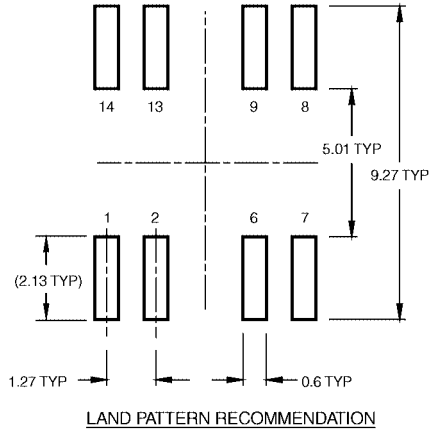 14 13 9 8
5.01 TYP
9.27 TYP
1 2 6 7
(2.13 TYP)
1.27 TYP 0.6 TYP
LAND PATTERN RECOMMENDATION